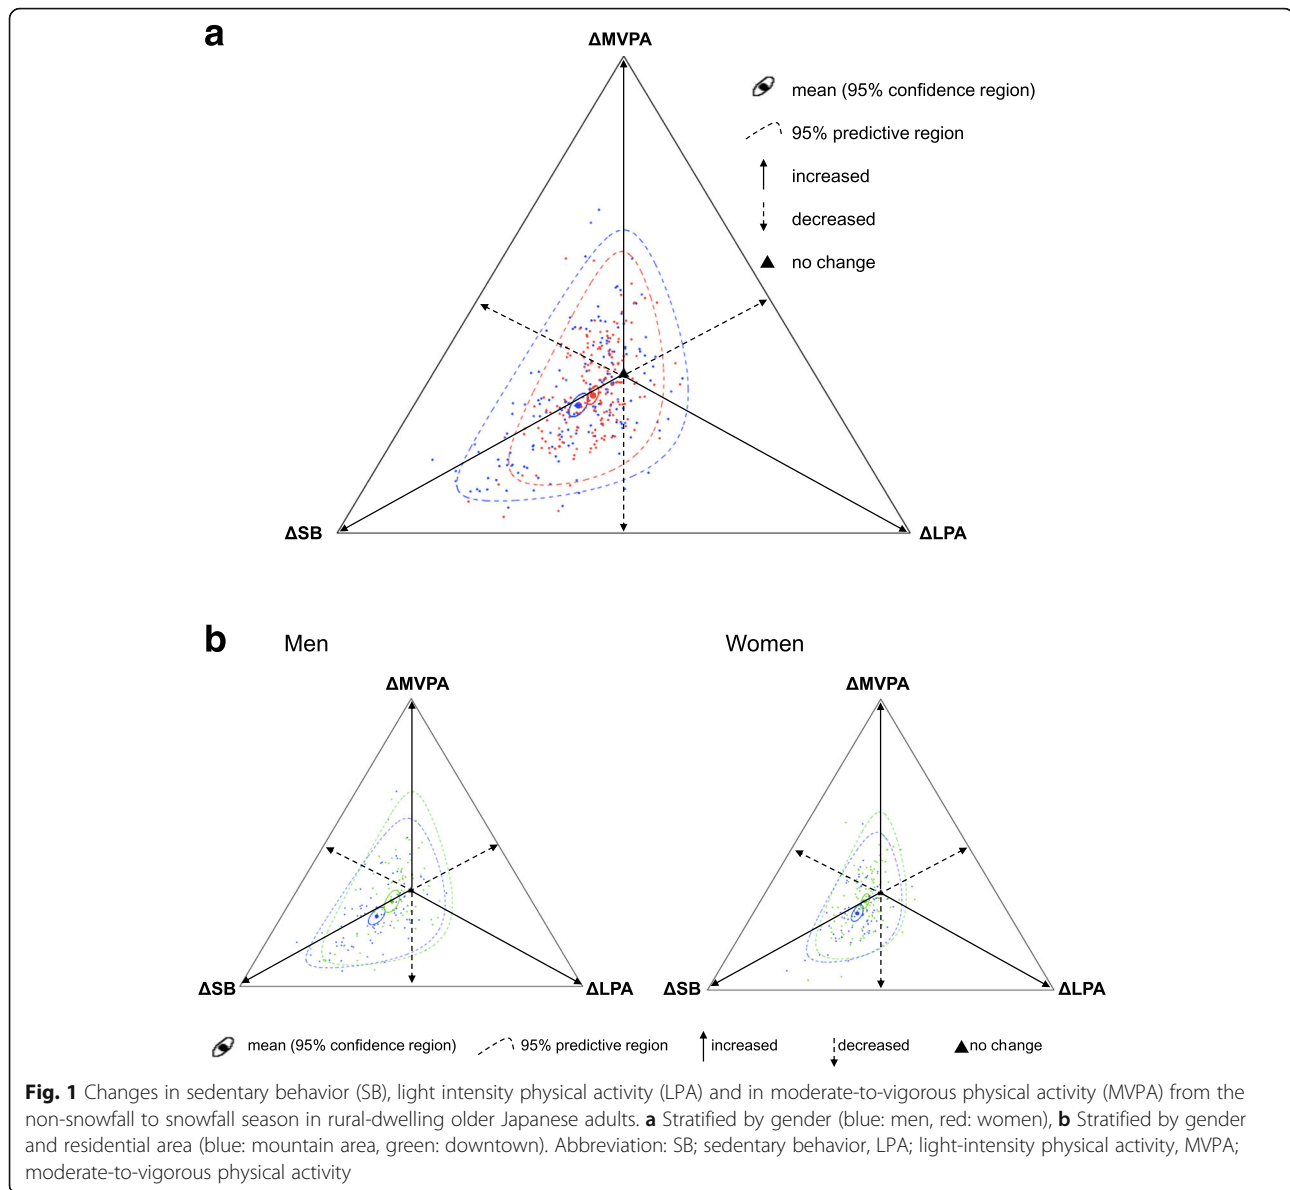 a
ΔMVPA
mean (95% confidence region)
95% predictive region
increased
decreased
no change
ΔSB
ΔLPA
b
Men
Women
ΔMVPA
ΔMVPA
ΔSB
ΔLPA
ΔSB
ΔLPA
mean (95% confidence region)
95% predictive region
increased
decreased
no change
Fig. 1 Changes in sedentary behavior (SB), light intensity physical activity (LPA) and in moderate-to-vigorous physical activity (MVPA) from the
non-snowfall to snowfall season in rural-dwelling older Japanese adults. a Stratified by gender (blue: men, red: women), b Stratified by gender
and residential area (blue: mountain area, green: downtown). Abbreviation: SB; sedentary behavior, LPA; light-intensity physical activity, MVPA;
moderate-to-vigorous physical activity